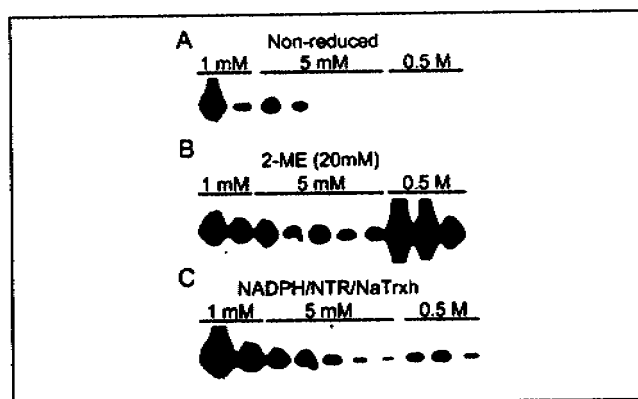 A
Non-reduced
1 mM 5 mM 0.5 M
B
2-ME (20mM)
1 mM 5 mM 0.5 M
C
NADPH/NTR/NaTrxh
1 mM 5 mM 0.5 M